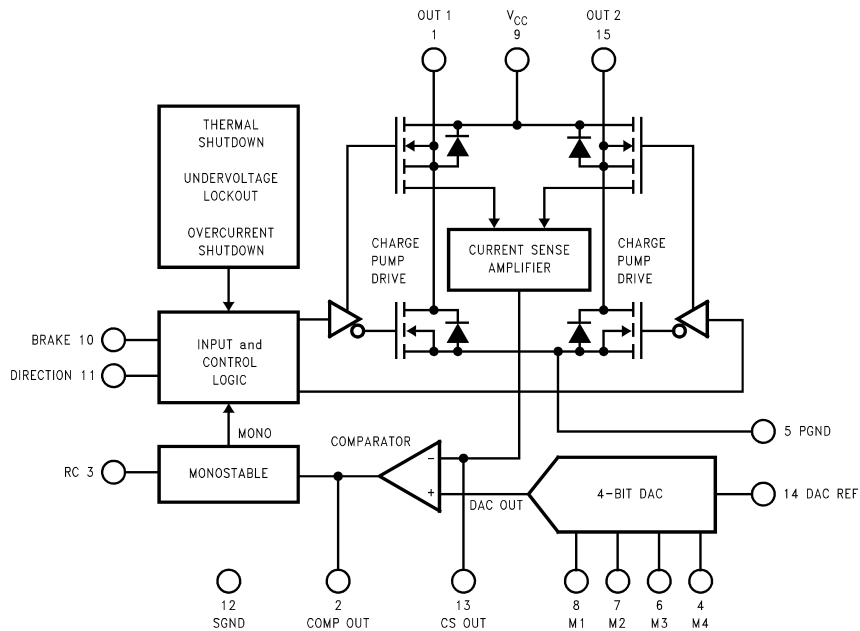 OUT 1
1
VCC
9
OUT 2
15
THERMAL
SHUTDOWN
UNDERVOLTAGE
LOCKOUT
OVERCURRENT
SHUTDOWN
CHARGE
PUMP
DRIVE
CURRENT SENSE
AMPLIFIER
CHARGE
PUMP
DRIVE
BRAKE 10
DIRECTION 11
INPUT and
CONTROL
LOGIC
MONO
RC 3
MONOSTABLE
COMPARATOR
-
+
DAC OUT
4-BIT DAC
5 PGND
14 DAC REF
12
SGND
2
COMP OUT
13
CS OUT
8
M1
7
M2
6
M3
4
M4